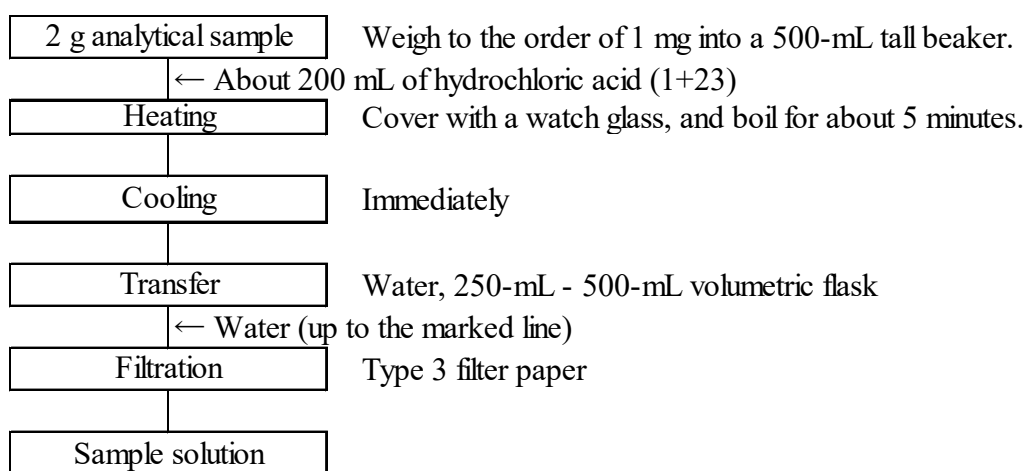 2 g analytical sample Weigh to the order of 1 mg into a 500-mL tall beaker.
← About 200 mL of hydrochloric acid (1+23)
Heating Cover with a watch glass, and boil for about 5 minutes.
Cooling Immediately
Transfer Water, 250-mL - 500-mL volumetric flask
← Water (up to the marked line)
Filtration Type 3 filter paper
Sample solution